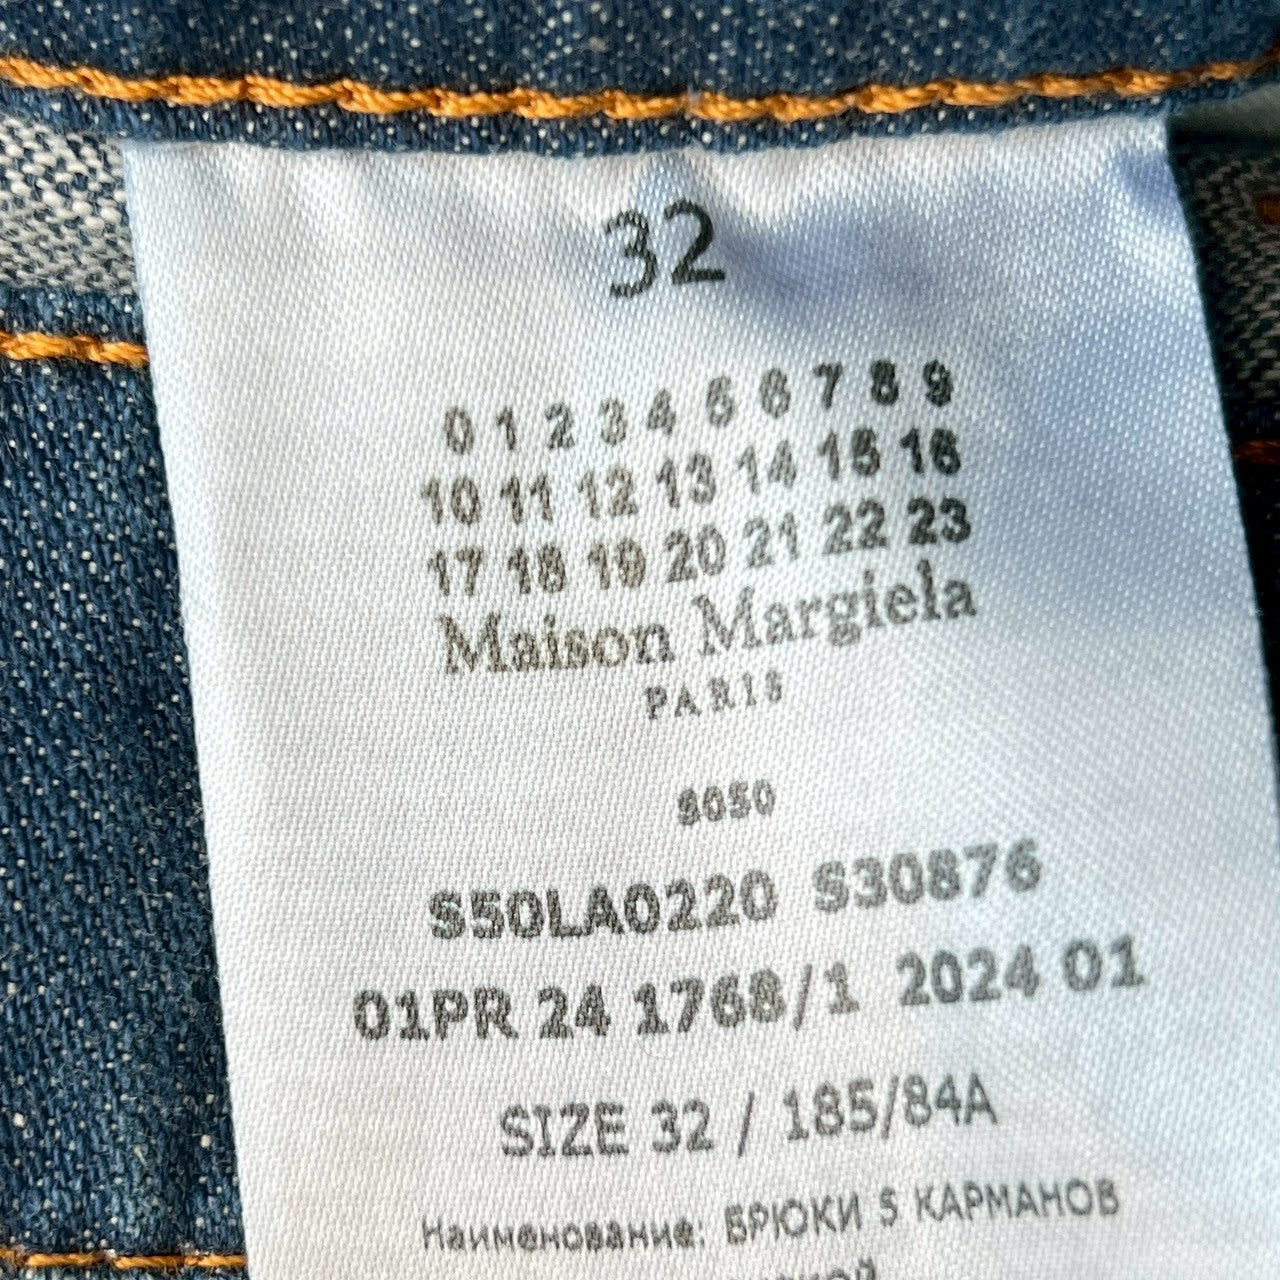 32
0 1 2 3 4 5 6 7 8 9
10 11 12 13 14 15 16
17 18 19 20 21 22 23
Maison Margiela
PARIS
S050
S50LA0220 S30876
01PR 24 1768/1 2024 01
SIZE 32 / 185/84A
Наименование: БРЮКИ 5 КАРМАНОВ